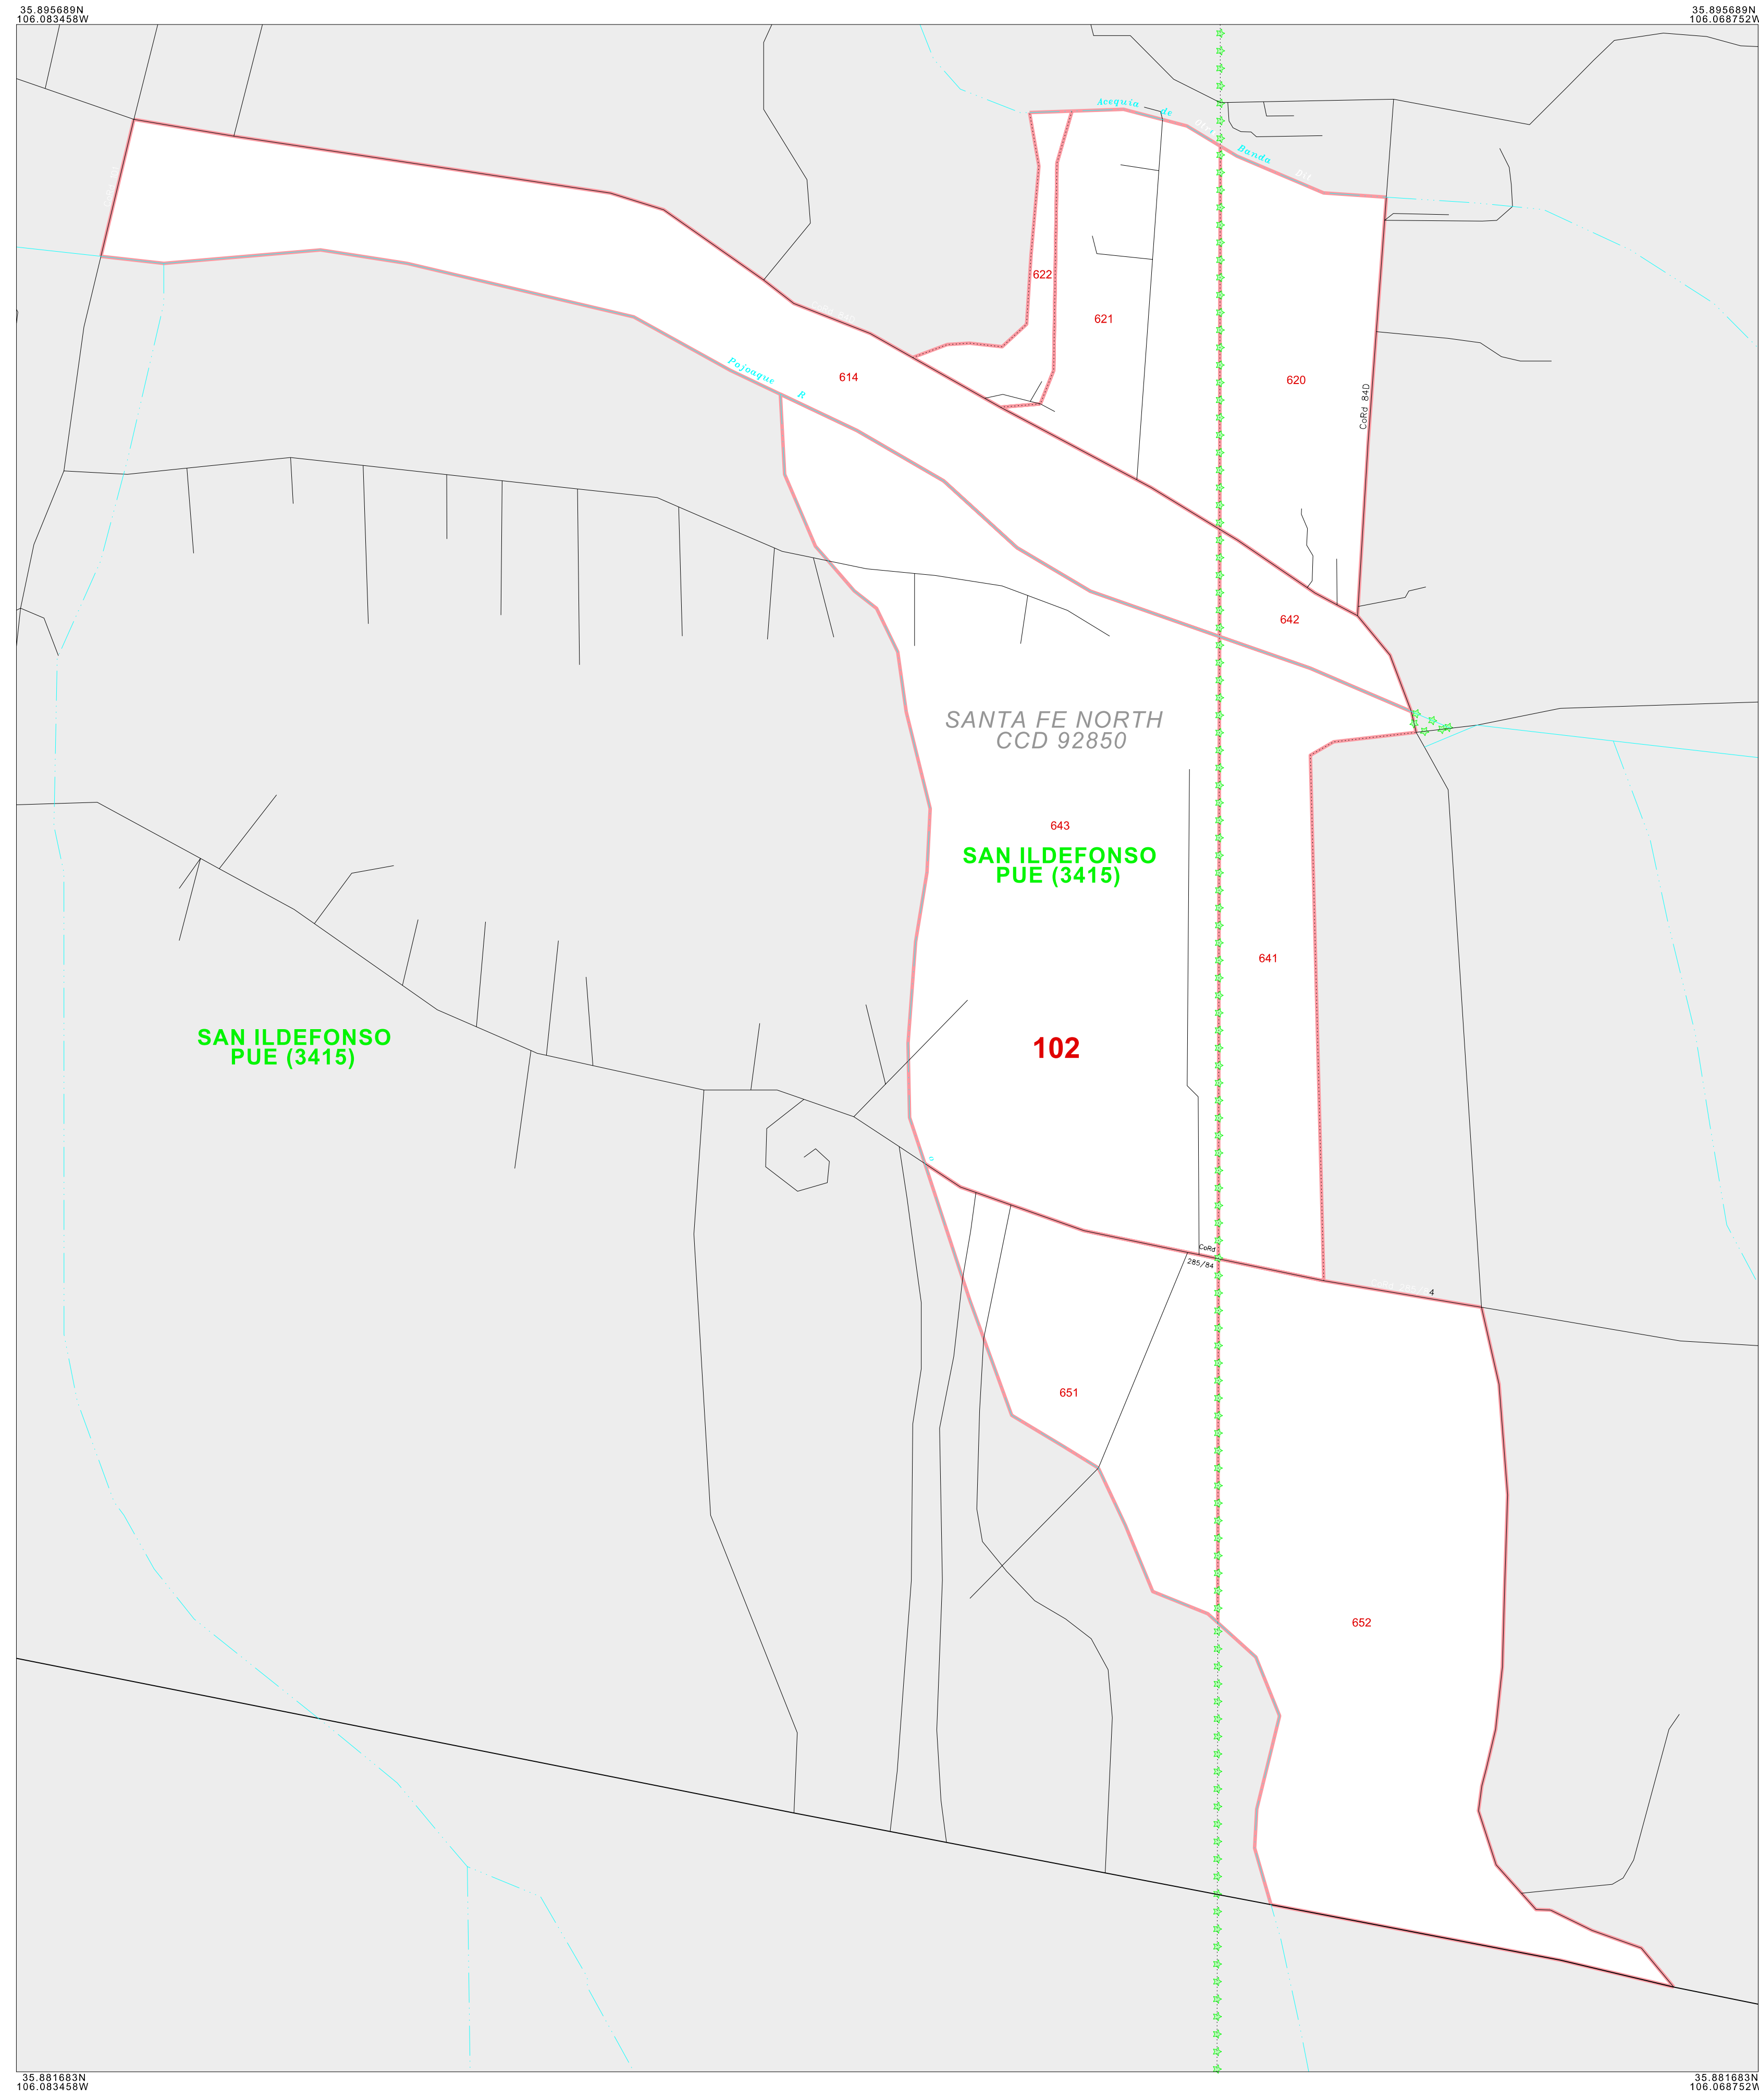 35.895689N
106.083458W
35.895689N
106.068752W
Acequia de
Banda
Dit
622
621
614
620
CoRd 84D
Pojoaque R
642
SANTA FE NORTH
CCD 92850
643
SAN ILDEFONSO
PUE (3415)
641
SAN ILDEFONSO
PUE (3415)
102
CoRd
285/84
4
651
652
35.881683N
106.083458W
35.881683N
106.068752W